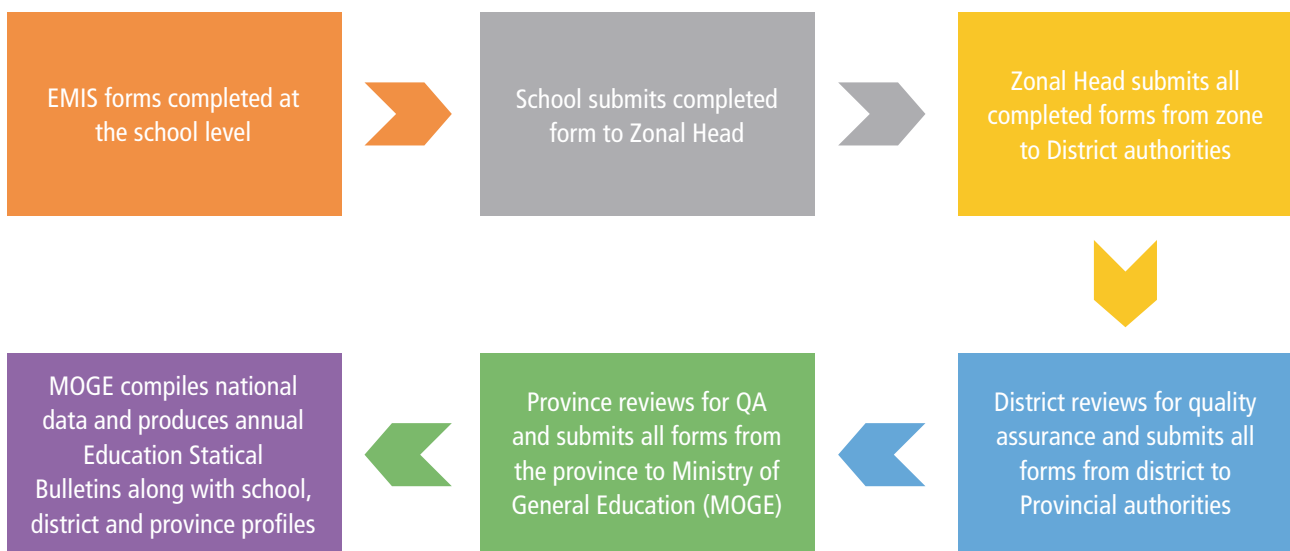 EMIS forms completed at
the school level
School submits completed
form to Zonal Head
Zonal Head submits all
completed forms from zone
to District authorities
District reviews for quality
assurance and submits all
forms from district to
Provincial authorities
Province reviews for QA
and submits all forms from
the province to Ministry of
General Education (MOGE)
MOGE compiles national
data and produces annual
Education Statical
Bulletins along with school,
district and province profiles